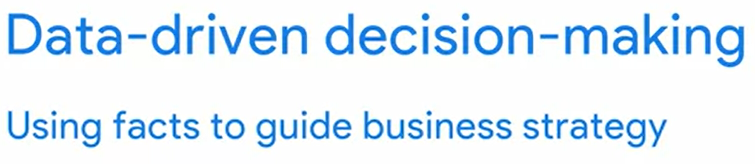 Data-driven decision-making
Using facts to guide business strategy